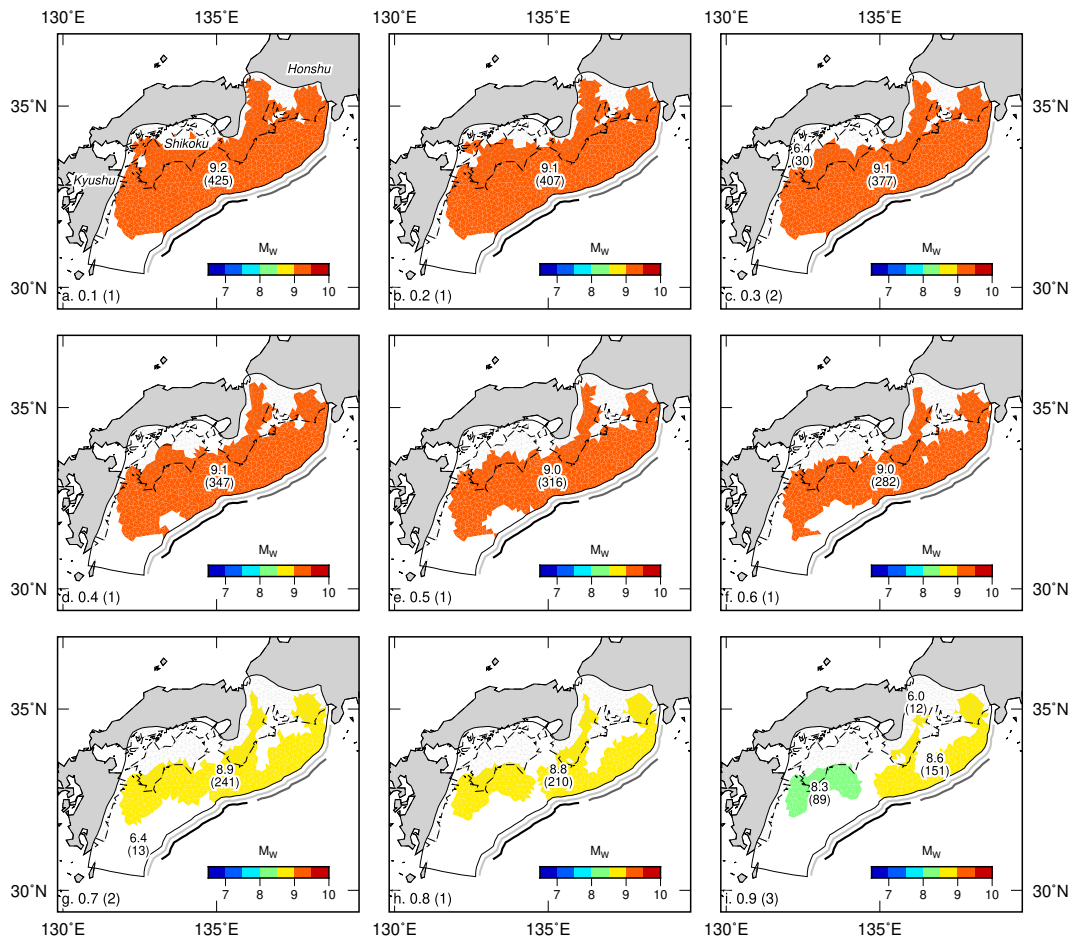 130˚E 135˚E 130˚E 135˚E 130˚E 135˚E
Honshu
35˚N 35˚N
Shikoku
6.4
(30)
Kyushu
9.2
(425)
9.1
(407)
9.1
(377)
MW MW MW
7 8 9 10 7 8 9 10 7 8 9 10
30˚N 30˚N
a. 0.1 (1) b. 0.2 (1) c. 0.3 (2)
35˚N 35˚N
9.1
(347)
9.0
(316)
9.0
(282)
MW MW MW
7 8 9 10 7 8 9 10 7 8 9 10
30˚N 30˚N
d. 0.4 (1) e. 0.5 (1) f. 0.6 (1)
6.0
(12)
35˚N 35˚N
8.9
(241)
8.8
(210)
8.6
(151)
8.3
(89)
6.4
(13)
MW MW MW
7 8 9 10 7 8 9 10 7 8 9 10
30˚N 30˚N
g. 0.7 (2) h. 0.8 (1) i. 0.9 (3)
130˚E 135˚E 130˚E 135˚E 130˚E 135˚E